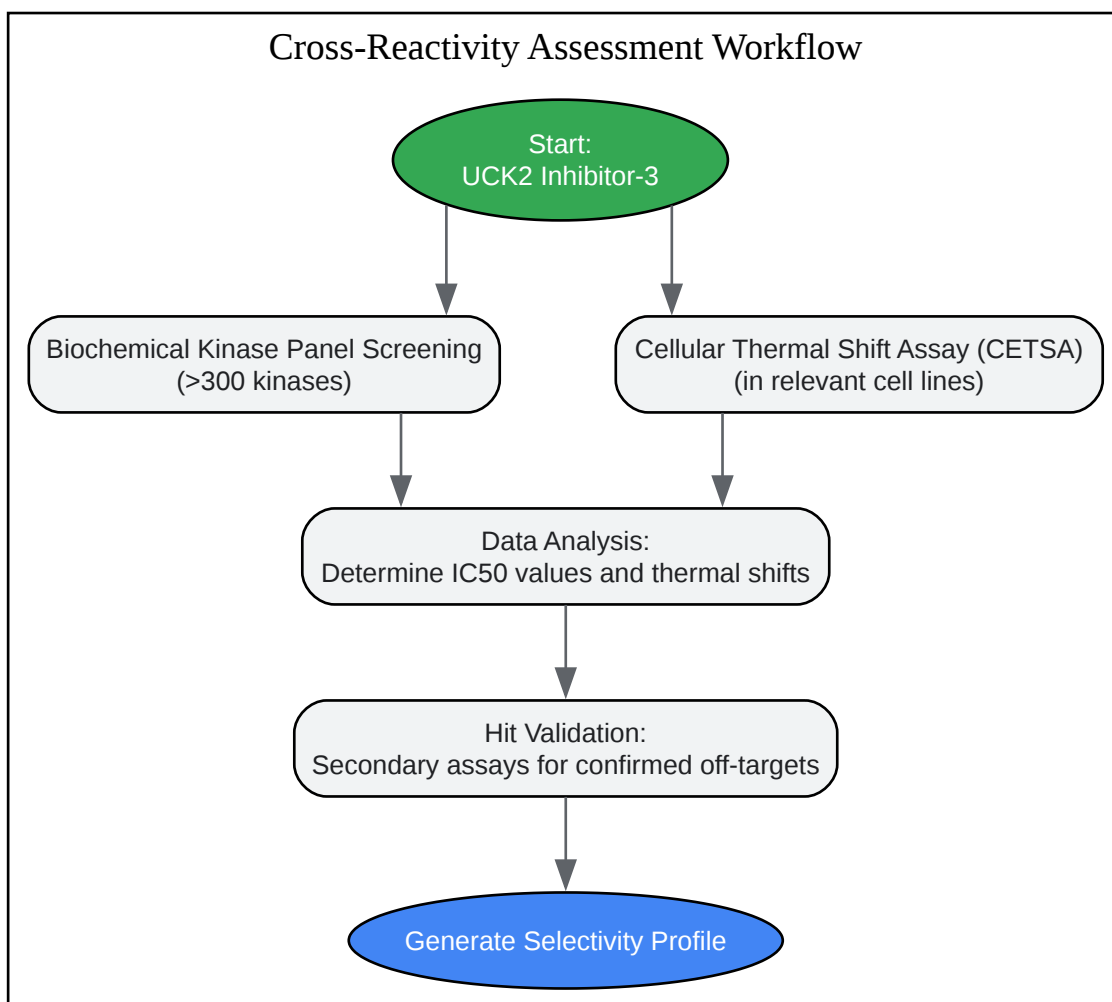 Cross-Reactivity Assessment Workflow
Start:
UCK2 Inhibitor-3
Biochemical Kinase Panel Screening
(>300 kinases)
Cellular Thermal Shift Assay (CETSA)
(in relevant cell lines)
Data Analysis:
Determine IC50 values and thermal shifts
Hit Validation:
Secondary assays for confirmed off-targets
Generate Selectivity Profile